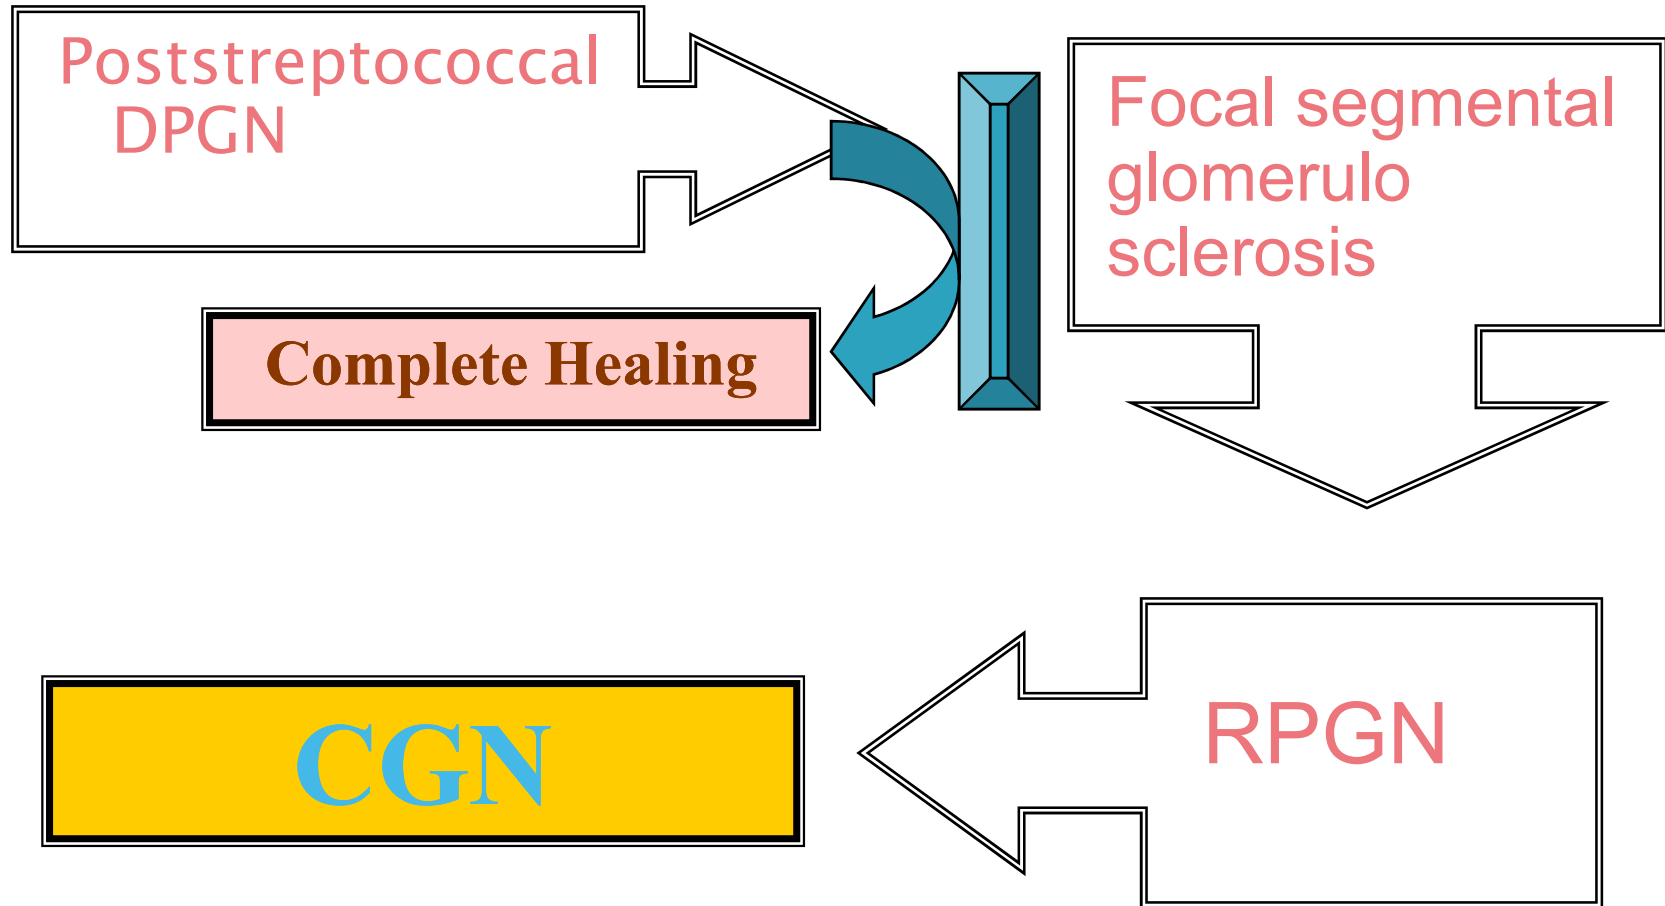 Poststreptococcal
DPGN
Focal segmental
glomerulo
sclerosis
Complete Healing
CGN
RPGN